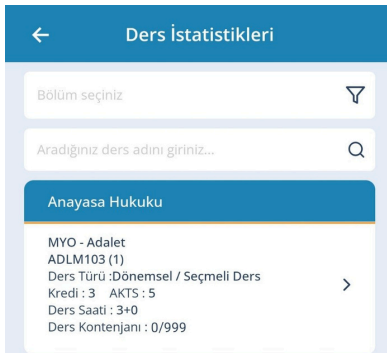 Ders İstatistikleri
Bölüm seçiniz
Aradığınız ders adını giriniz...
Anayasa Hukuku
MYO - Adalet
ADLM103 (1)
Ders Türü :Dönemsel / Seçmeli Ders
Kredi : 3 AKTS : 5
Ders Saati : 3+0
Ders Kontenjanı : 0/999